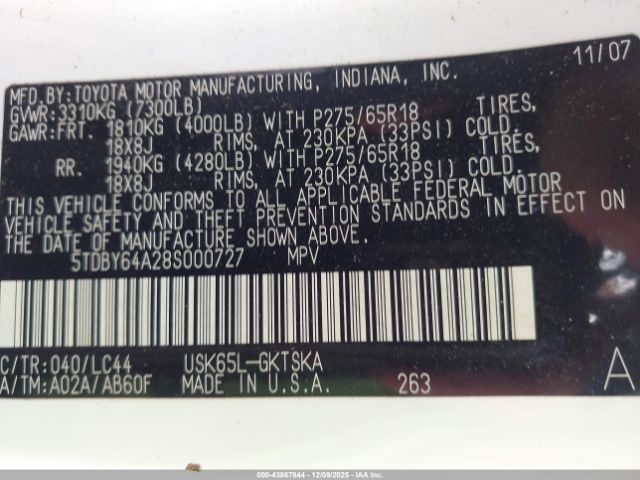 11/07
MFD. BY: TOYOTA MOTOR MANUFACTURING, INDIANA, INC.
GVWR: 3310KG (7300LB)
GAWR: FRT. 1810KG (4000LB) WITH P275/65R18 TIRES,
18X8J RIMS, AT 230KPA (33PSI) COLD.
RR. 1940KG (4280LB) WITH P275/65R18 TIRES,
18X8J RIMS, AT 230KPA (33PSI) COLD.
THIS VEHICLE CONFORMS TO ALL APPLICABLE FEDERAL MOTOR
VEHICLE SAFETY AND THEFT PREVENTION STANDARDS IN EFFECT ON
THE DATE OF MANUFACTURE SHOWN ABOVE.
5TDBY64A28S000727 MPV
C/TR: 040/LC44 USK65L-GKTSKA
A/TM: A02A/AB60F MADE IN U.S.A. 263 A
000-43867844 - 12/09/2025 - IAA Inc.